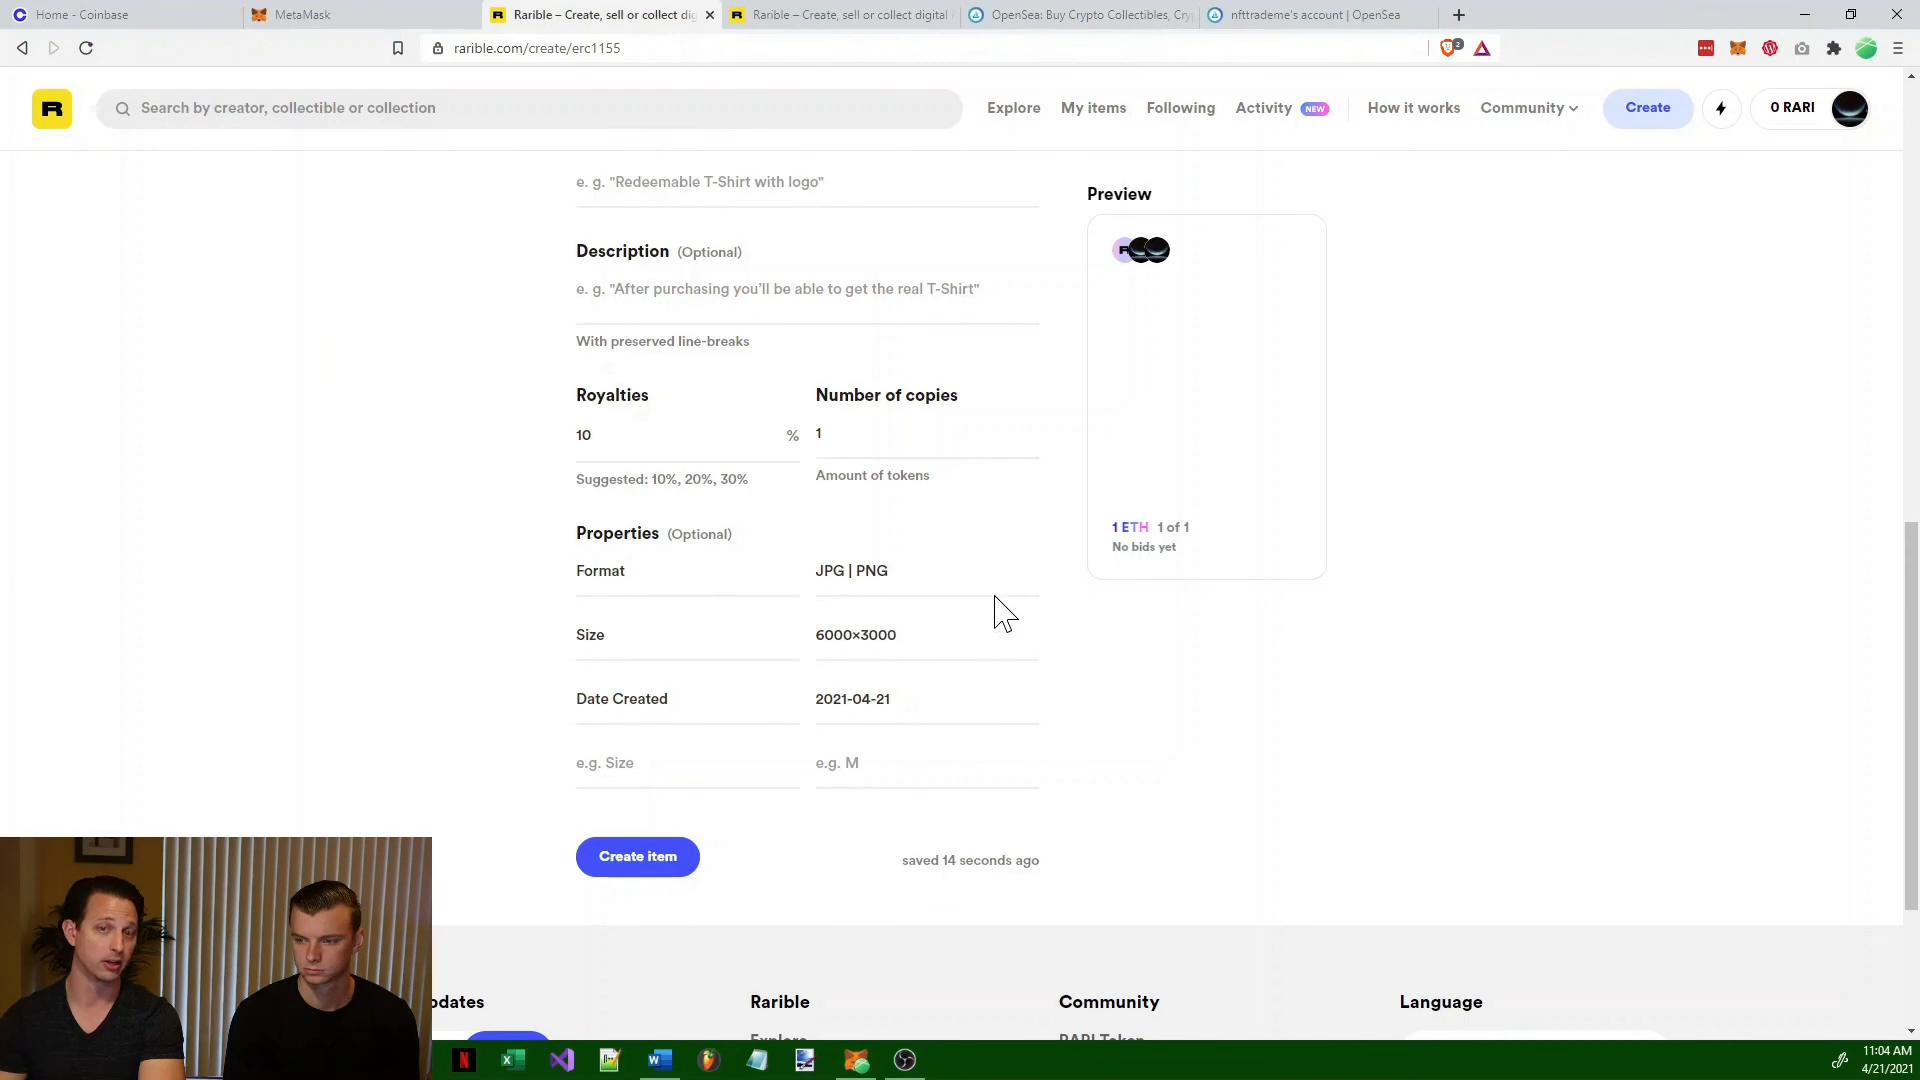 Home - Coinbase
MetaMask
Rarible – Create, sell or collect dig
Rarible – Create, sell or collect digital
OpenSea: Buy Crypto Collectibles, Cry
nfttrademe's account | OpenSea
rarible.com/create/erc1155
2
R
Search by creator, collectible or collection
Explore
My items
Following
Activity
NEW
How it works
Community
Create
0 RARI
e. g. "Redeemable T-Shirt with logo"
Preview
Description (Optional)
e. g. "After purchasing you’ll be able to get the real T-Shirt"
With preserved line-breaks
Royalties
Number of copies
10 %
1
Suggested: 10%, 20%, 30%
Amount of tokens
1 ETH 1 of 1
No bids yet
Properties (Optional)
Format
JPG | PNG
Size
6000×3000
Date Created
2021-04-21
e.g. Size
e.g. M
Create item
saved 14 seconds ago
dates
Rarible
Community
Language
Explore
RARI Token
11:04 AM
4/21/2021